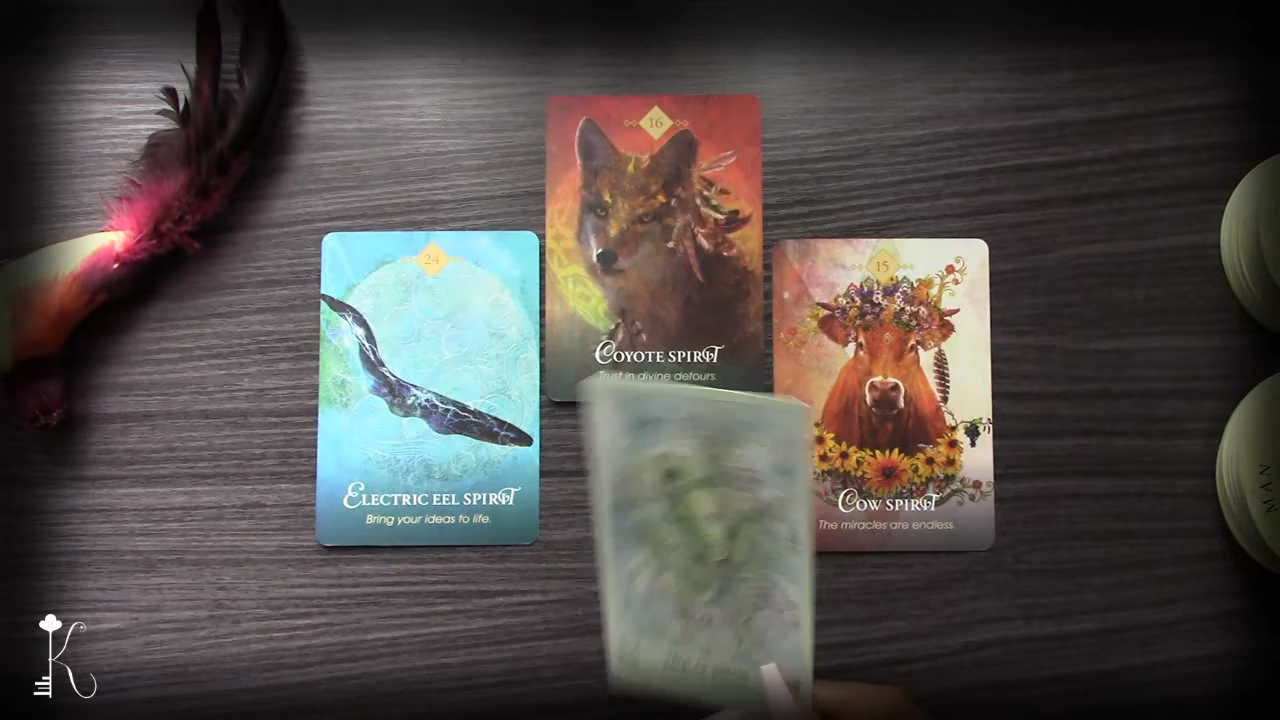 16
COYOTE SPIRIT
Trust in divine detours.
24
ELECTRIC EEL SPIRIT
Bring your ideas to life.
15
COW SPIRIT
The miracles are endless.
MAN
K